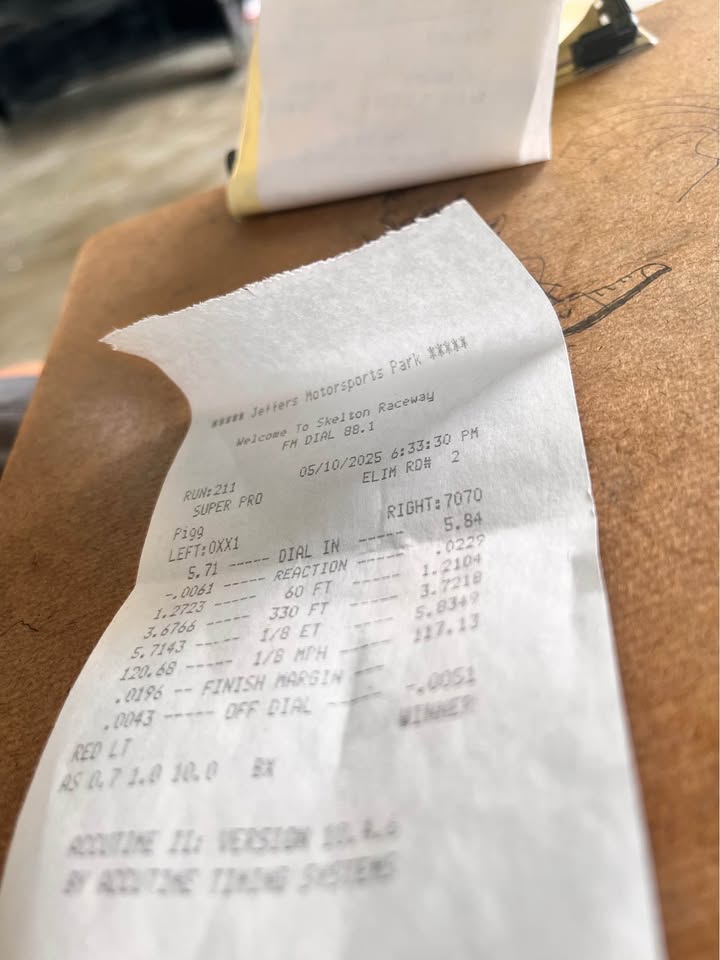 ***** Jeffers Motorsports Park *****
Welcome To Skelton Raceway
FM DIAL 88.1
05/10/2025 6:33:30 PM
RUN:211 ELIM RD# 2
SUPER PRO
Pigg
LEFT:0XX1 RIGHT:7070
5.71 ----- DIAL IN ----- 5.84
-.0061 ----- REACTION ----- .0229
1.2723 ----- 60 FT ----- 1.2104
3.6766 ----- 330 FT ----- 3.7218
5.7143 ----- 1/8 ET ----- 5.8349
120.68 ----- 1/8 MPH ----- 117.13
.0196 -- FINISH MARGIN --
.0043 ----- OFF DIAL ----- -.0051
RED LT WINNER
AS 0.7 1.0 10.0 BX
ACCUTIME II: VERSION
BY ACCUTIME TIMING SYSTEMS